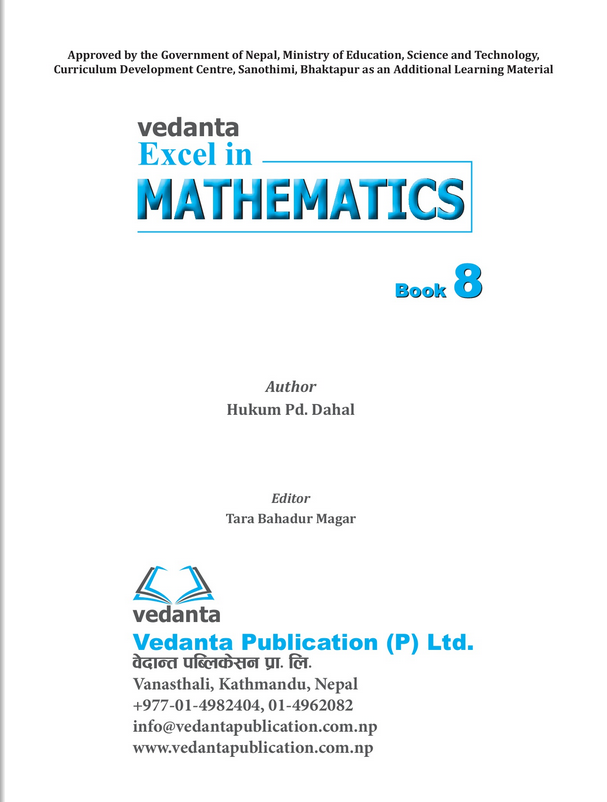 Approved by the Government of Nepal, Ministry of Education, Science and Technology,
Curriculum Development Centre, Sanothimi, Bhaktapur as an Additional Learning Material
vedanta
Excel in
MATHEMATICS
Book 8
Author
Hukum Pd. Dahal
Editor
Tara Bahadur Magar
vedanta
Vedanta Publication (P) Ltd.
वेदान्त पब्लिकेसन प्रा. लि.
Vanasthali, Kathmandu, Nepal
+977-01-4982404, 01-4962082
info@vedantapublication.com.np
www.vedantapublication.com.np